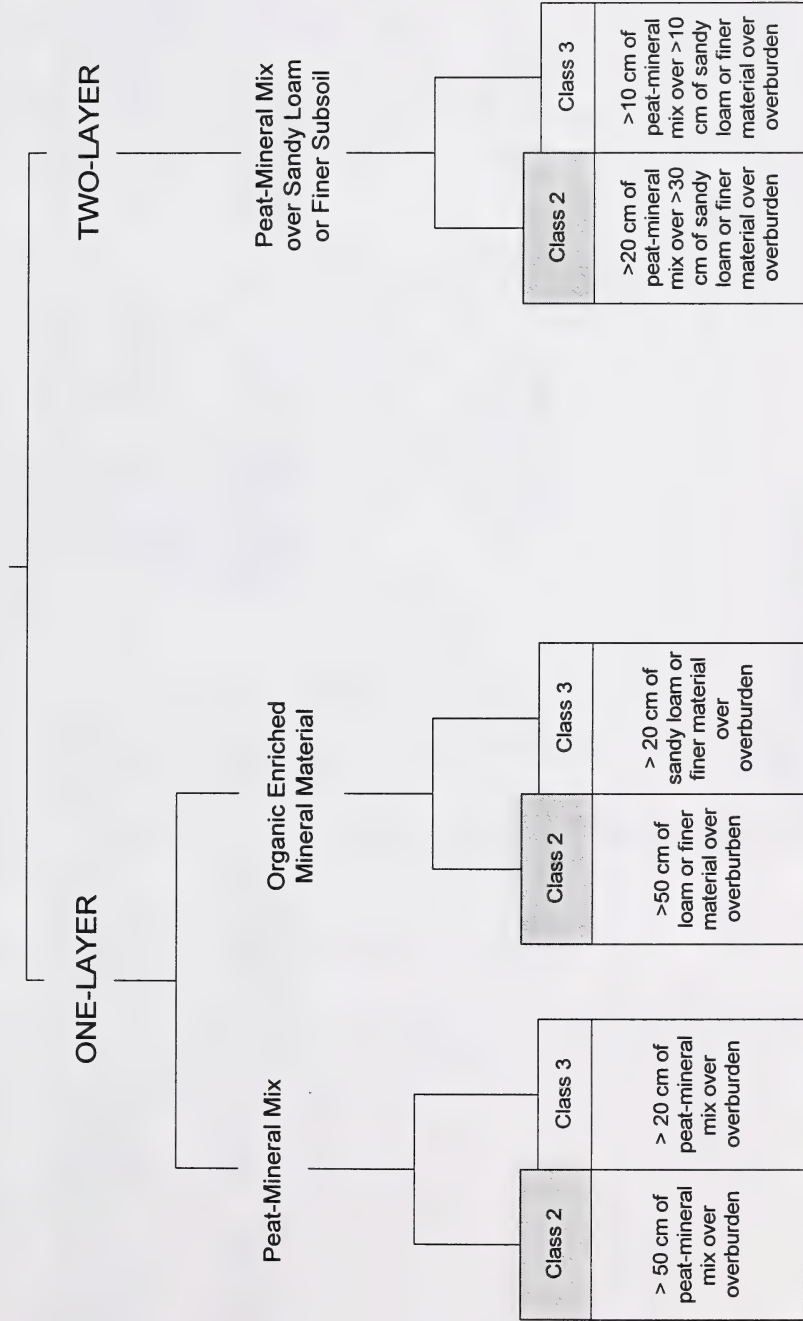 ONE-LAYER
TWO-LAYER
Peat-Mineral Mix
Organic Enriched
Mineral Material
Peat-Mineral Mix
over Sandy Loam
or Finer Subsoil
Class 2
Class 3
> 50 cm of
peat-mineral
mix over
overburden
> 20 cm of
peat-mineral
mix over
overburden
Class 2
Class 3
>50 cm of
loam or finer
material over
overburben
> 20 cm of
sandy loam or
finer material
over
overburden
Class 2
Class 3
>20 cm of
peat-mineral
mix over >30
cm of sandy
loam or finer
material over
overburden
>10 cm of
peat-mineral
mix over >10
cm of sandy
loam or finer
material over
overburden